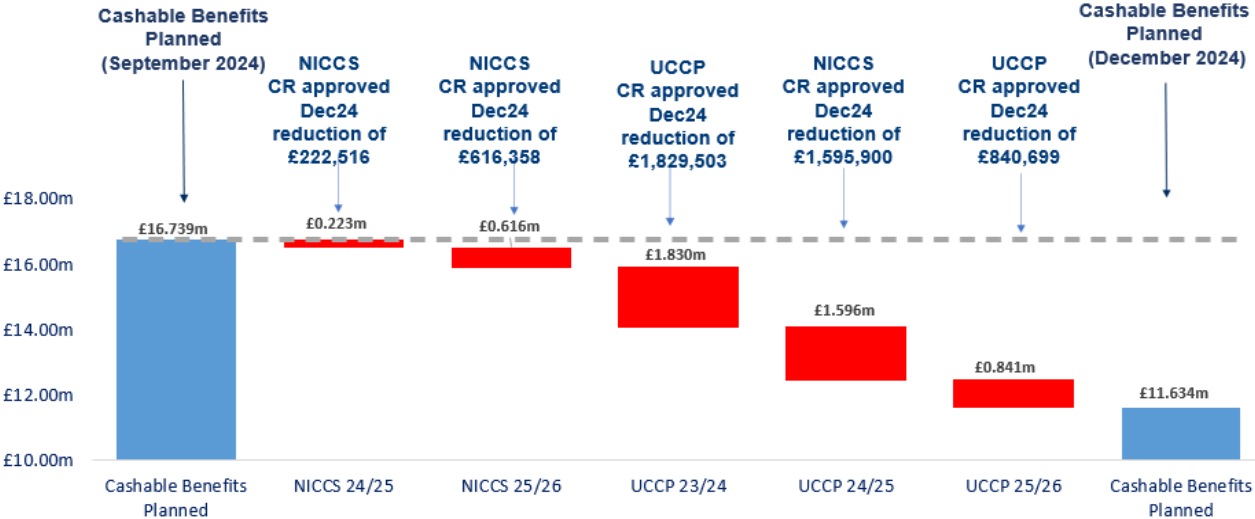 Cashable Benefits
Planned
(September 2024)
NICCS
CR approved
Dec24
reduction of
£222,516
NICCS
CR approved
Dec24
reduction of
£616,358
UCCP
CR approved
Dec24
reduction of
£1,829,503
NICCS
CR approved
Dec24
reduction of
£1,595,900
UCCP
CR approved
Dec24
reduction of
£840,699
Cashable Benefits
Planned
(December 2024)
£18.00m
£16.00m
£14.00m
£12.00m
£10.00m
£16.739m
£0.223m
£0.616m
£1.830m
£1.596m
£0.841m
£11.634m
Cashable Benefits
Planned
NICCS 24/25
NICCS 25/26
UCCP 23/24
UCCP 24/25
UCCP 25/26
Cashable Benefits
Planned